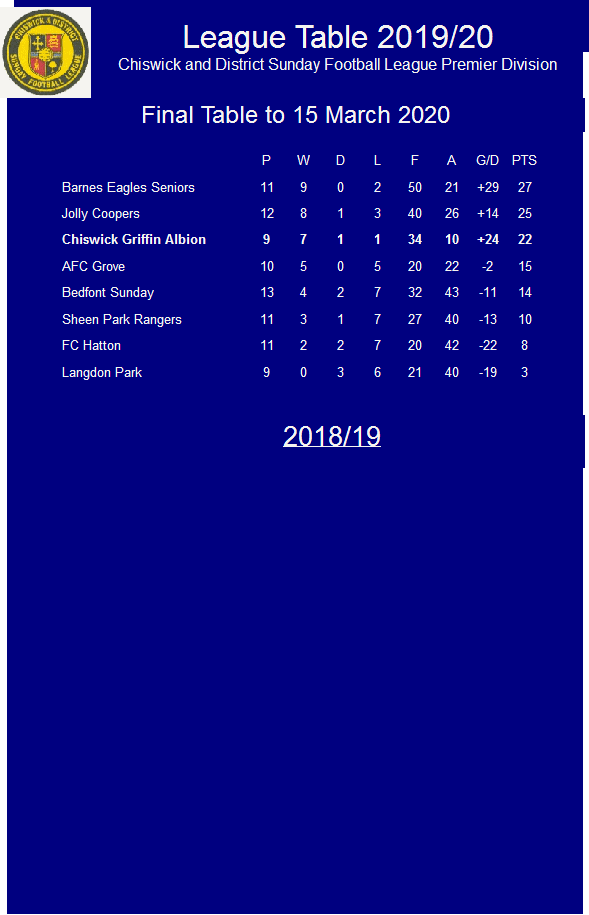 CHISWICK & DISTRICT
SUNDAY FOOTBALL LEAGUE
League Table 2019/20
Chiswick and District Sunday Football League Premier Division
Final Table to 15 March 2020
P W D L F A G/D PTS
Barnes Eagles Seniors 11 9 0 2 50 21 +29 27
Jolly Coopers 12 8 1 3 40 26 +14 25
Chiswick Griffin Albion 9 7 1 1 34 10 +24 22
AFC Grove 10 5 0 5 20 22 -2 15
Bedfont Sunday 13 4 2 7 32 43 -11 14
Sheen Park Rangers 11 3 1 7 27 40 -13 10
FC Hatton 11 2 2 7 20 42 -22 8
Langdon Park 9 0 3 6 21 40 -19 3
2018/19